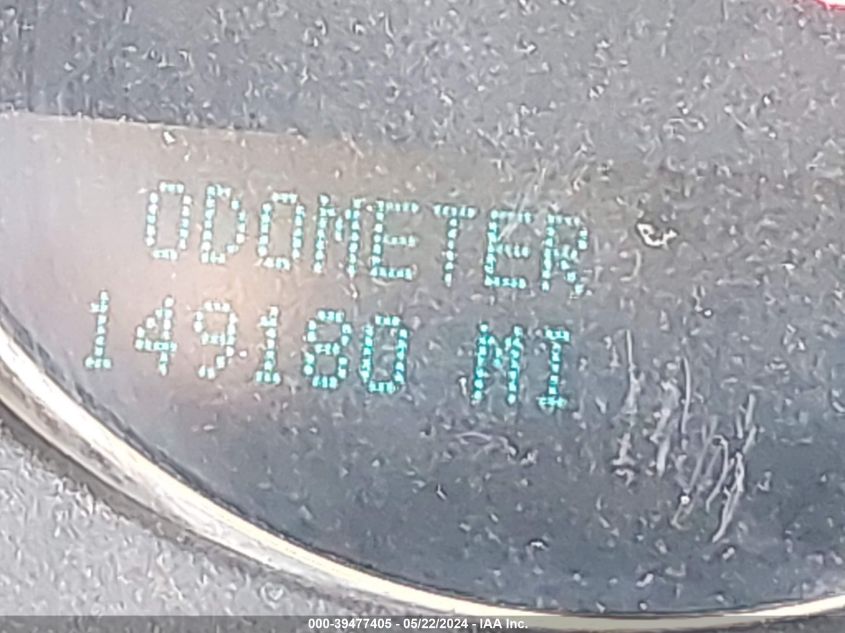 ODOMETER
149180 MI
000-39477405 - 05/22/2024 - IAA Inc.